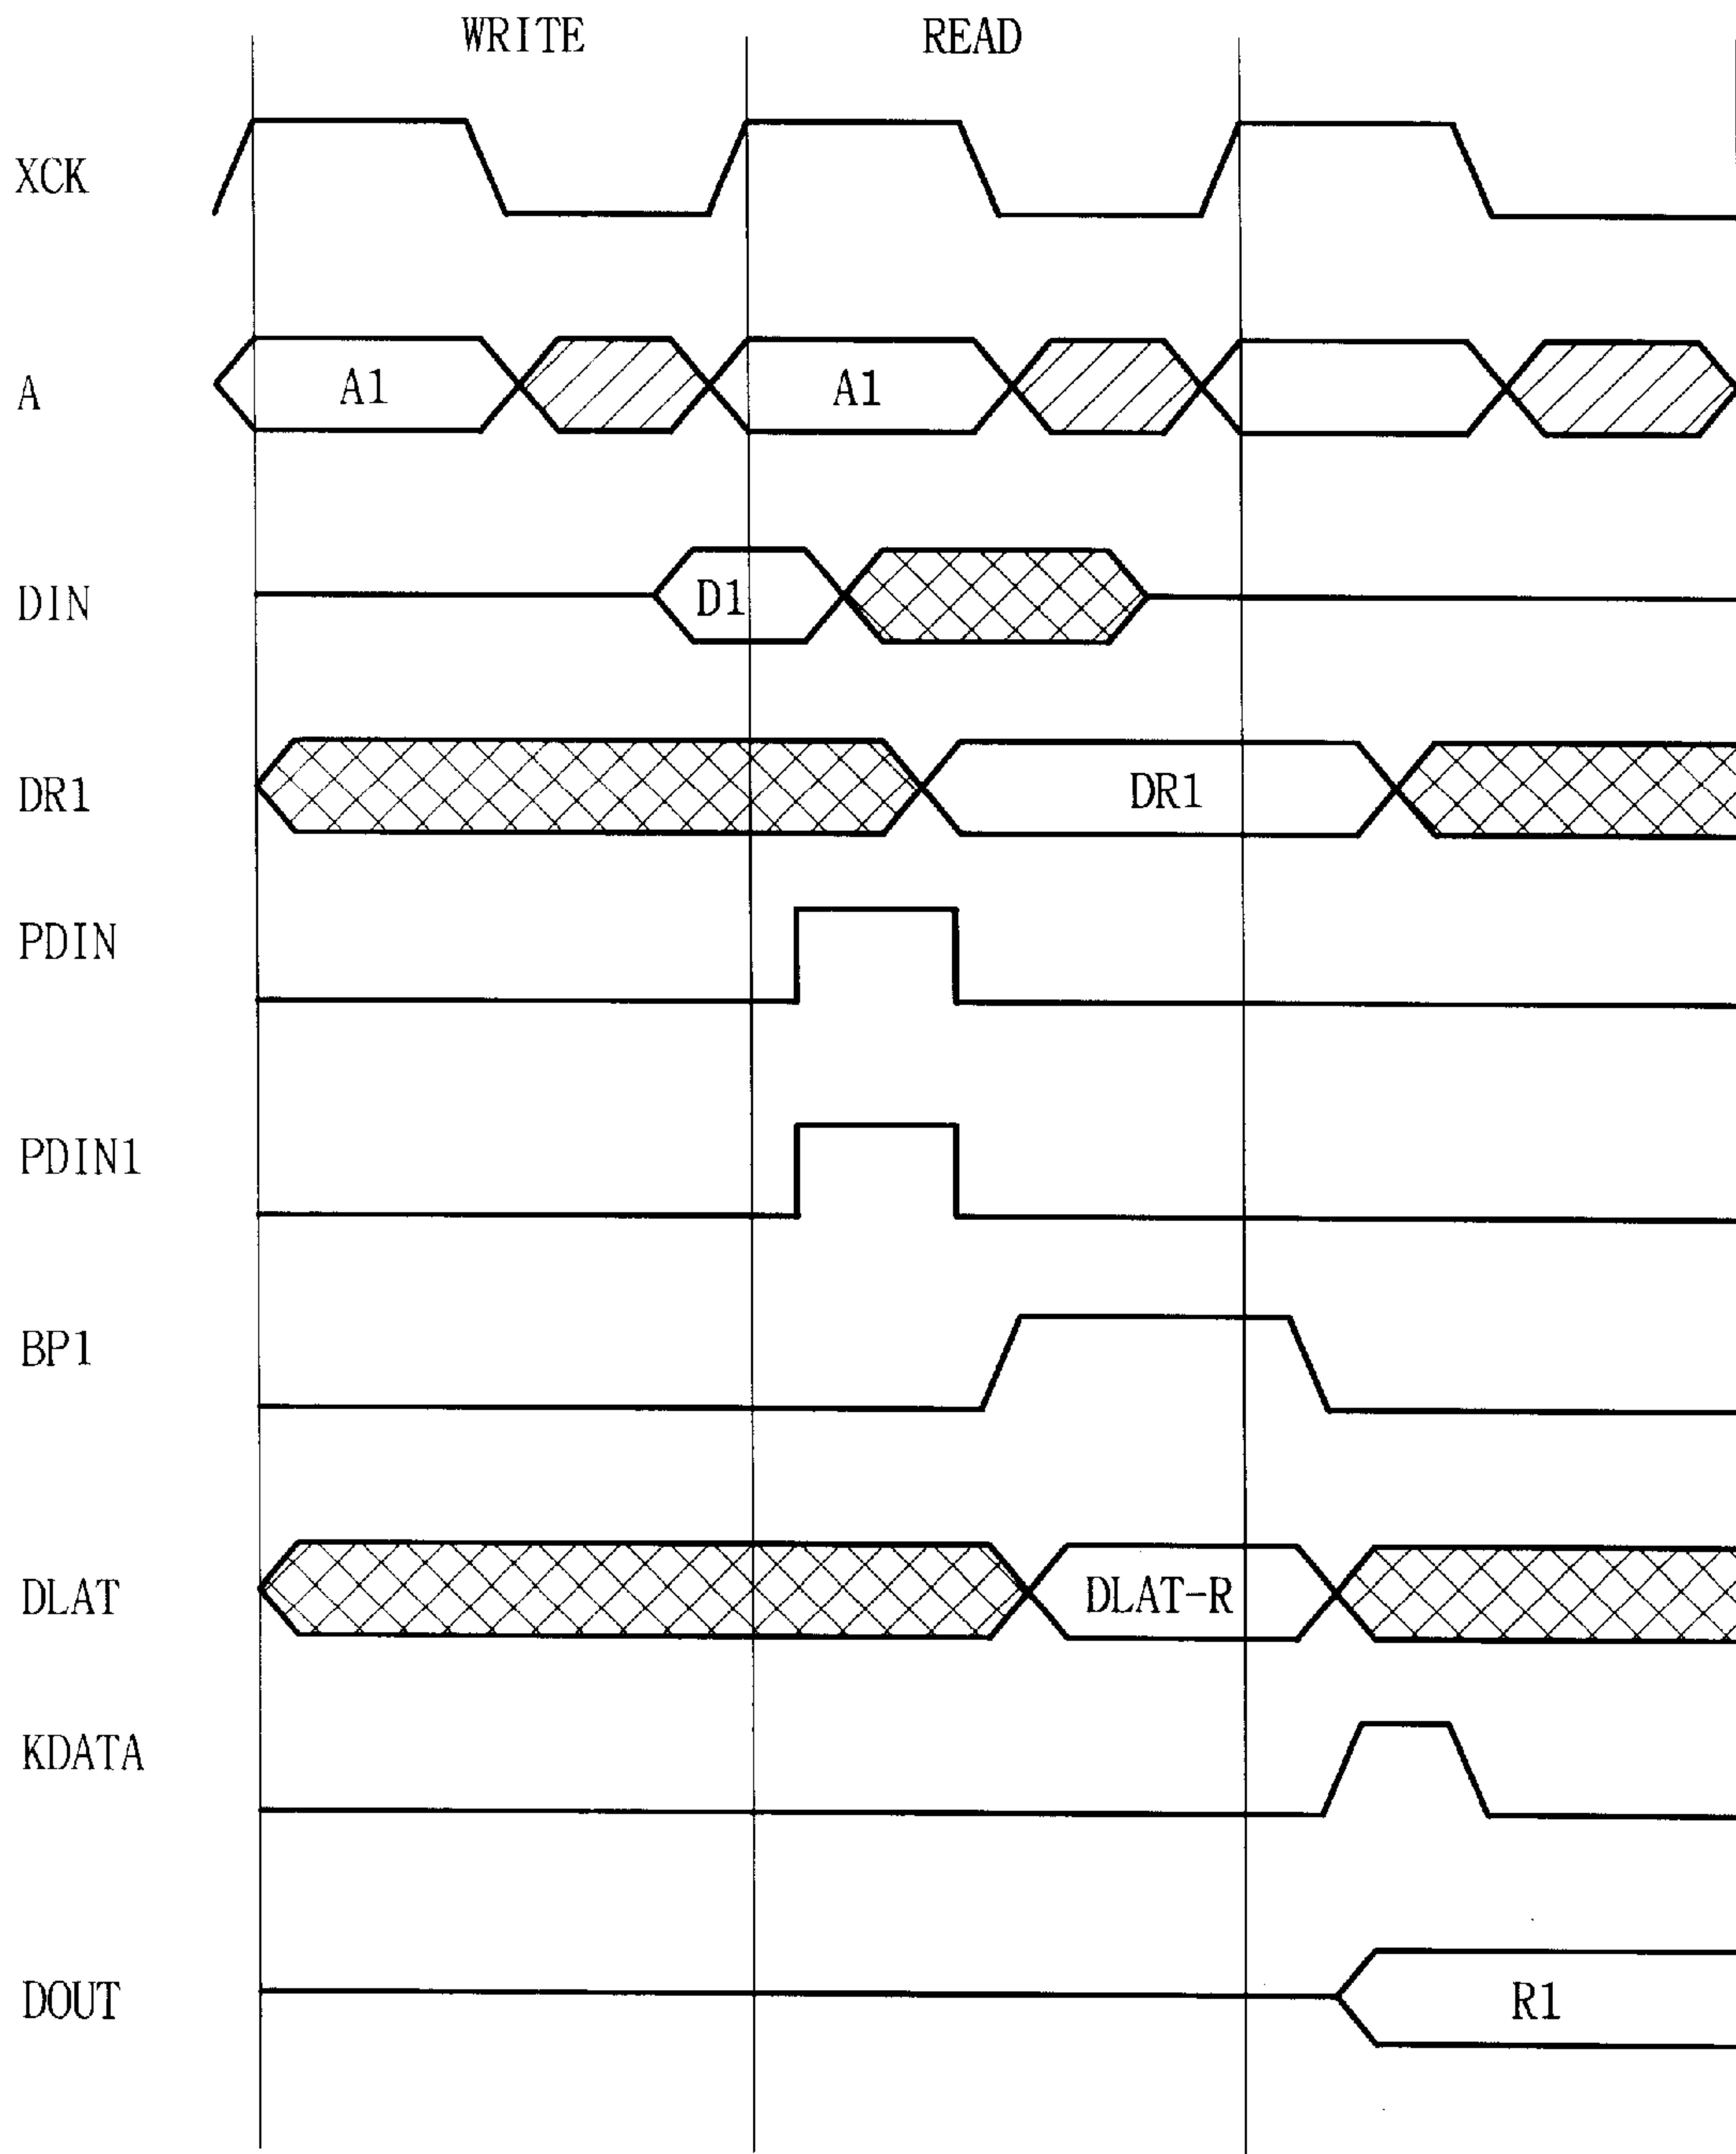 WRITE READ
XCK
A A1 A1
DIN D1
DR1 DR1
PDIN
PDIN1
BP1
DLAT DLAT-R
KDATA
DOUT R1